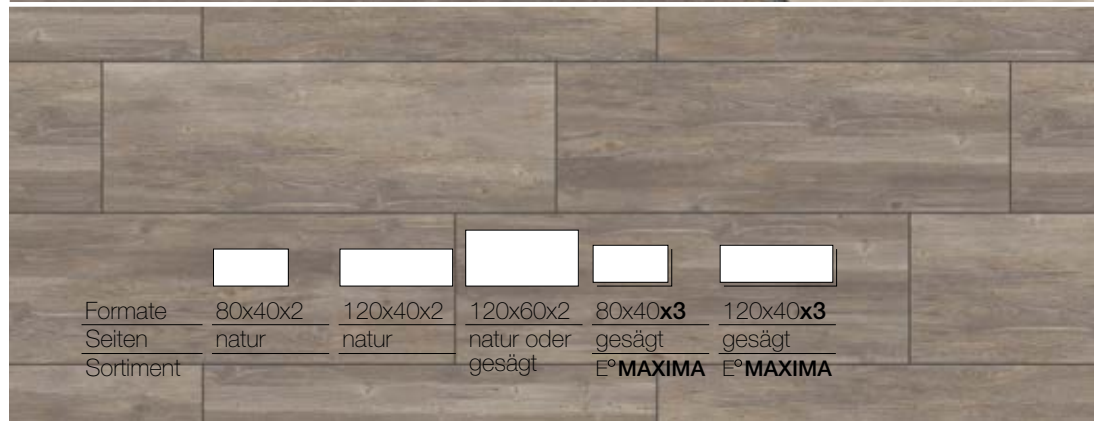 Formate 80x40x2 120x40x2 120x60x2 80x40x3 120x40x3
Seiten natur natur natur oder gesägt gesägt
Sortiment gesägt E°MAXIMA E°MAXIMA